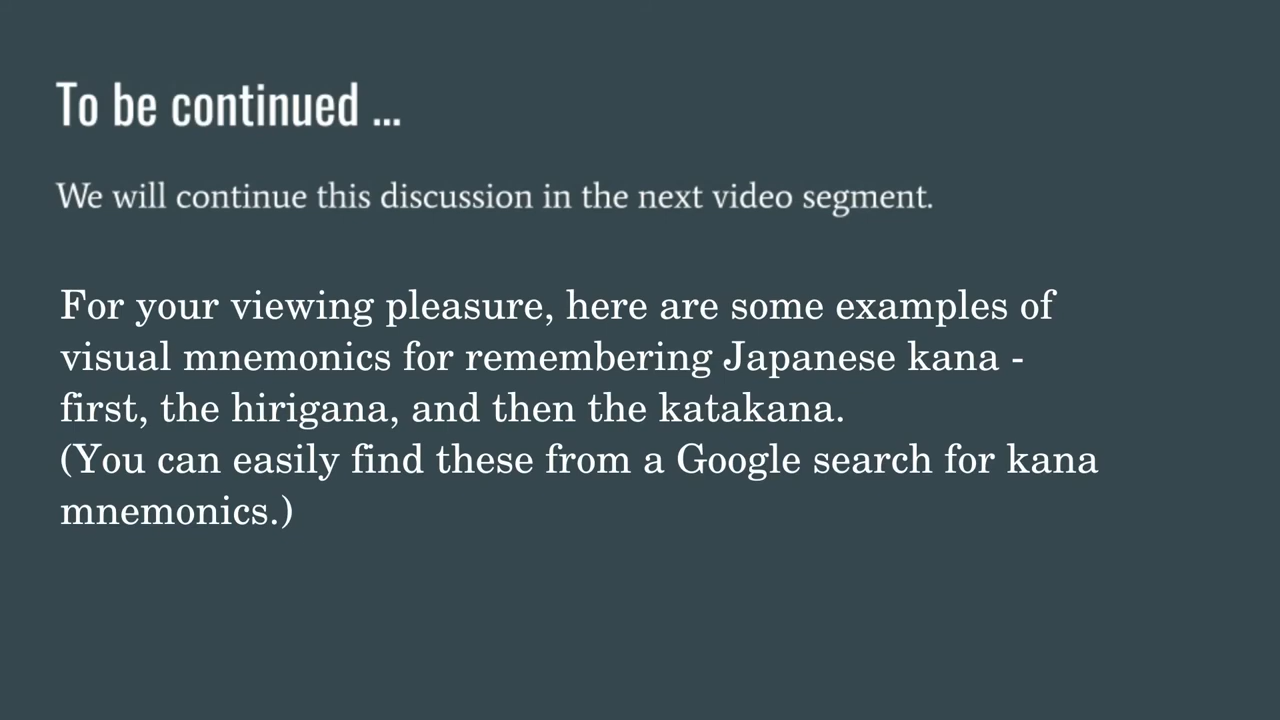 To be continued ...
We will continue this discussion in the next video segment.
For your viewing pleasure, here are some examples of
visual mnemonics for remembering Japanese kana -
first, the hirigana, and then the katakana.
(You can easily find these from a Google search for kana
mnemonics.)